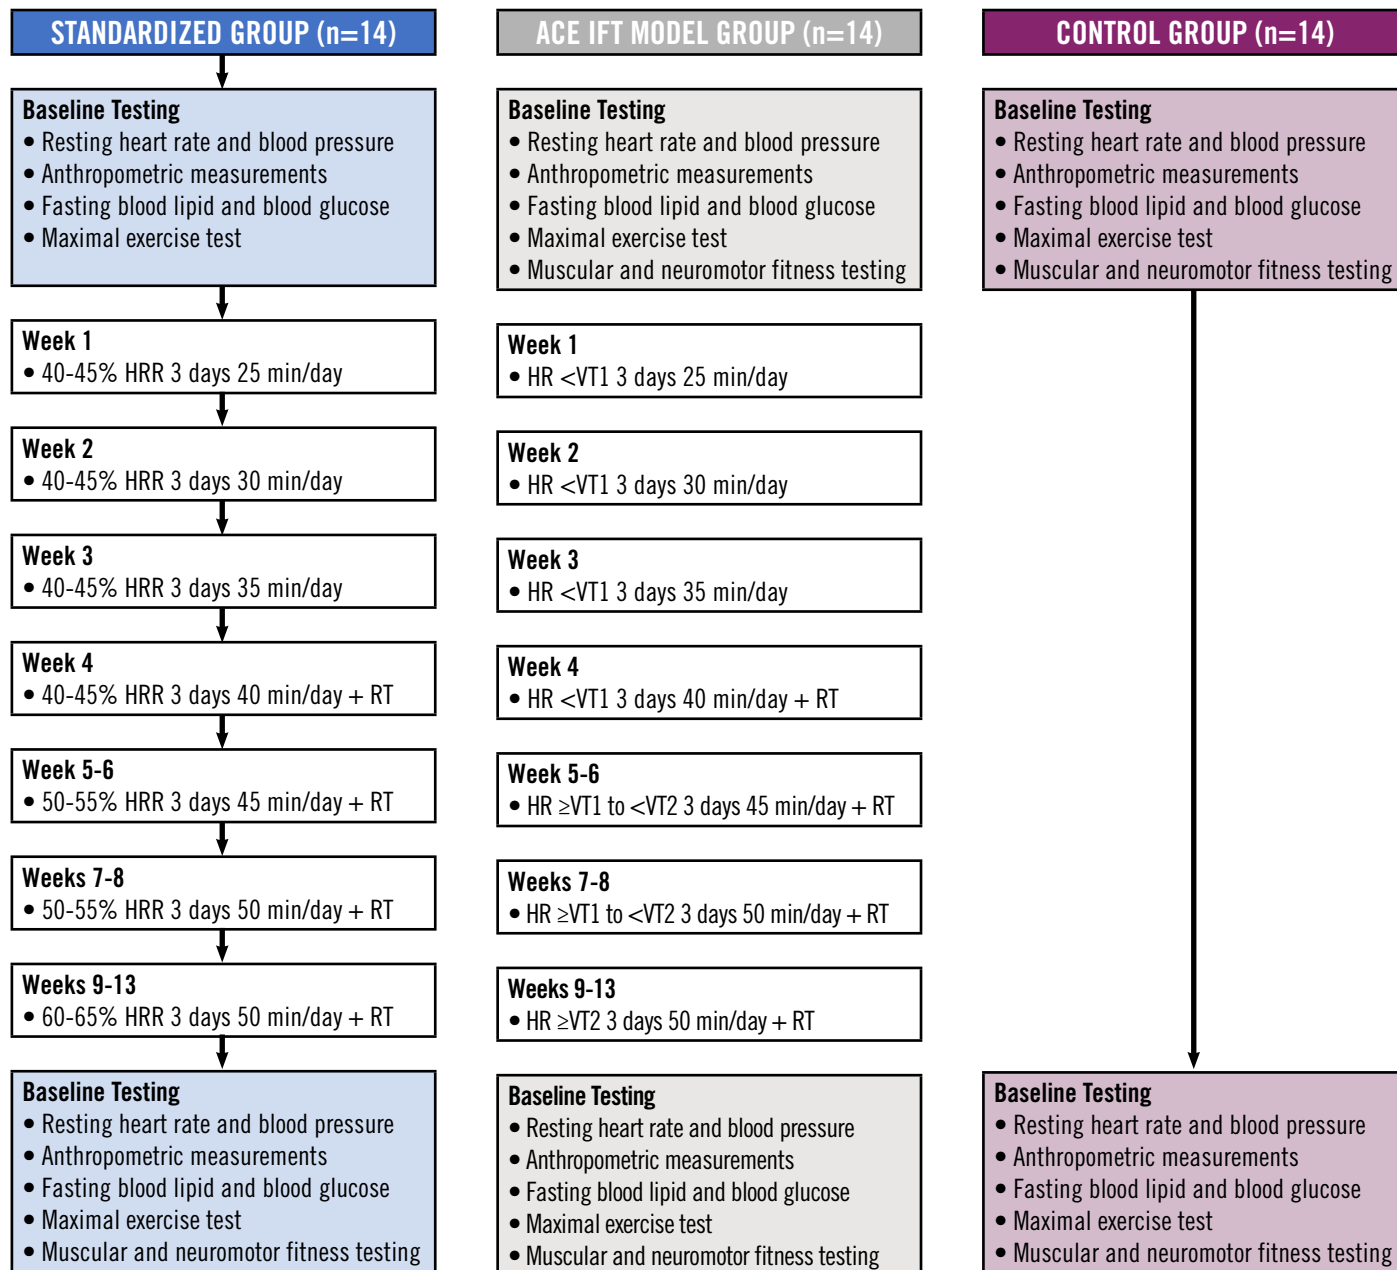 STANDARDIZED GROUP (n=14)
Baseline Testing
• Resting heart rate and blood pressure
• Anthropometric measurements
• Fasting blood lipid and blood glucose
• Maximal exercise test
Week 1
• 40-45% HRR 3 days 25 min/day
Week 2
• 40-45% HRR 3 days 30 min/day
Week 3
• 40-45% HRR 3 days 35 min/day
Week 4
• 40-45% HRR 3 days 40 min/day + RT
Week 5-6
• 50-55% HRR 3 days 45 min/day + RT
Weeks 7-8
• 50-55% HRR 3 days 50 min/day + RT
Weeks 9-13
• 60-65% HRR 3 days 50 min/day + RT
Baseline Testing
• Resting heart rate and blood pressure
• Anthropometric measurements
• Fasting blood lipid and blood glucose
• Maximal exercise test
• Muscular and neuromotor fitness testing
ACE IFT MODEL GROUP (n=14)
Baseline Testing
• Resting heart rate and blood pressure
• Anthropometric measurements
• Fasting blood lipid and blood glucose
• Maximal exercise test
• Muscular and neuromotor fitness testing
Week 1
• HR <VT1 3 days 25 min/day
Week 2
• HR <VT1 3 days 30 min/day
Week 3
• HR <VT1 3 days 35 min/day
Week 4
• HR <VT1 3 days 40 min/day + RT
Week 5-6
• HR ≥VT1 to <VT2 3 days 45 min/day + RT
Weeks 7-8
• HR ≥VT1 to <VT2 3 days 50 min/day + RT
Weeks 9-13
• HR ≥VT2 3 days 50 min/day + RT
Baseline Testing
• Resting heart rate and blood pressure
• Anthropometric measurements
• Fasting blood lipid and blood glucose
• Maximal exercise test
• Muscular and neuromotor fitness testing
CONTROL GROUP (n=14)
Baseline Testing
• Resting heart rate and blood pressure
• Anthropometric measurements
• Fasting blood lipid and blood glucose
• Maximal exercise test
• Muscular and neuromotor fitness testing
Baseline Testing
• Resting heart rate and blood pressure
• Anthropometric measurements
• Fasting blood lipid and blood glucose
• Maximal exercise test
• Muscular and neuromotor fitness testing